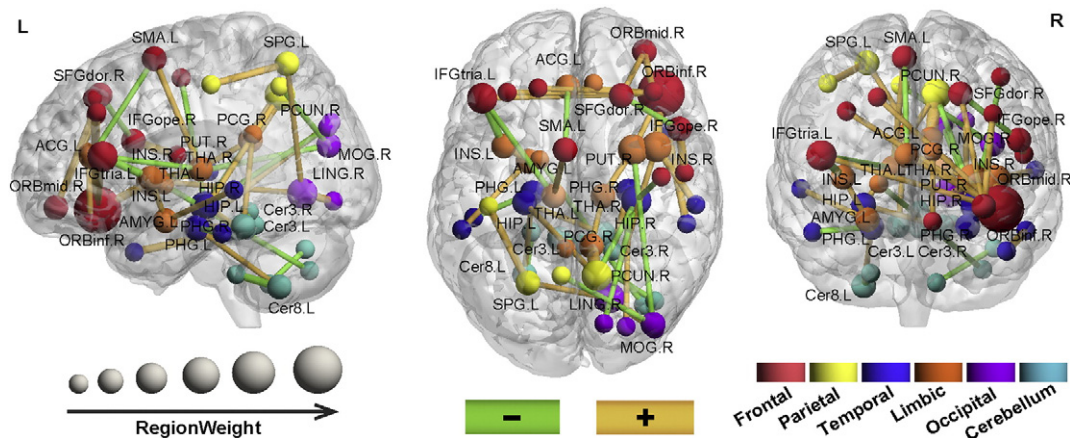 L
R
SMA.L
SPG.L
SFGdor.R
PCUN.R
IFGope.R
PCG.R
ACG.L
PUT.R
INS.R
THA.R
MOG.R
IFGtria.L
THA.L
LING.R
INS.L
HIP.R
ORBmid.R
HIP.L
Cer3.R
AMYG.L
Cer3.L
ORBinf.R
PHG.L
Cer8.L
ORBmid.R
ACG.L
IFGtria.L
ORBinf.R
SFGdor.R
SMA.L
IFGope.R
INS.L
PUT.R
INS.R
AMYG.L
PHG.L
PHG.R
THA.R
HIP.L
THA.L
HIP.R
PCG.R
Cer3.L
Cer3.R
Cer8.L
PCUN.R
SPG.L
LING.R
MOG.R
SMA.L
SPG.L
PCUN.R
SFGdor.R
IFGope.R
ACG.L
MOG.R
IFGtria.L
PCG.R
INS.R
THA.L
THA.R
INS.L
PUT.R
ORBmid.R
HIP.L
HIP.R
AMYG.L
PHG.L
PHG.R
ORBinf.R
Cer3.L
Cer3.R
Cer8.L
RegionWeight
-
+
Frontal
Parietal
Temporal
Limbic
Occipital
Cerebellum